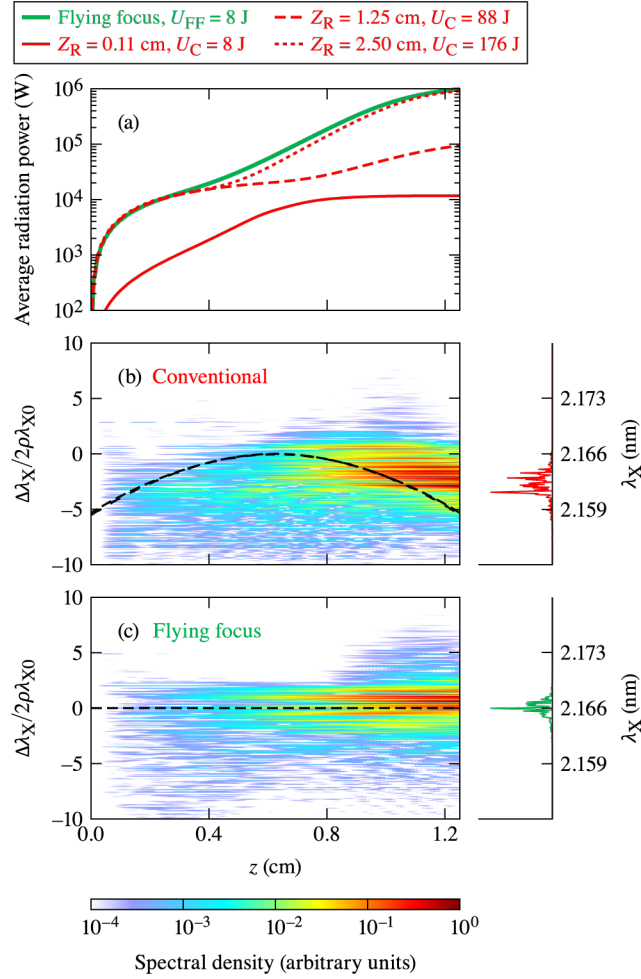 Flying focus, U_FF = 8 J
Z_R = 0.11 cm, U_C = 8 J
Z_R = 1.25 cm, U_C = 88 J
Z_R = 2.50 cm, U_C = 176 J
Average radiation power (W)
10^6
10^5
10^4
10^3
10^2
(a)
Δλ_X/2ρλ_X0
10
5
0
−5
−10
(b) Conventional
2.173
2.166
2.159
λ_X (nm)
Δλ_X/2ρλ_X0
10
5
0
−5
−10
(c) Flying focus
2.173
2.166
2.159
λ_X (nm)
0.0 0.4 0.8 1.2
z (cm)
10^−4 10^−3 10^−2 10^−1 10^0
Spectral density (arbitrary units)